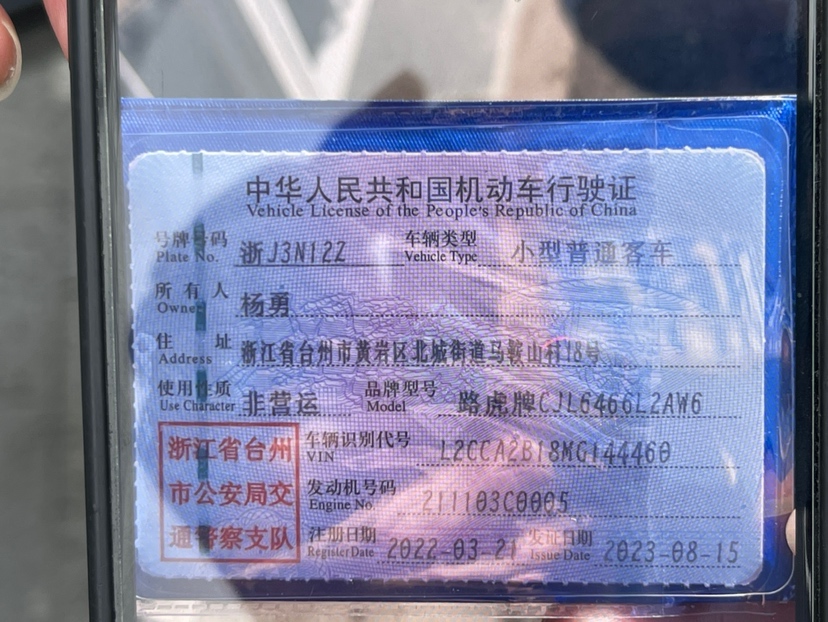 中华人民共和国机动车行驶证
Vehicle License of the People's Republic of China
号牌号码 浙J3N12Z 车辆类型 小型普通客车
Plate No. Vehicle Type
所有人 杨勇
Owner
住址 浙江省台州市黄岩区北城街道马鞍山村18号
Address
使用性质 非营运 品牌型号 路虎牌CJL6466L2AW6
Use Character Model
浙江省台州 车辆识别代号 L2CCA2B18MG144460
VIN
市公安局交 发动机号码 211103C0005
Engine No.
通警察支队 注册日期 2022-03-21 发证日期 2023-08-15
Register Date Issue Date